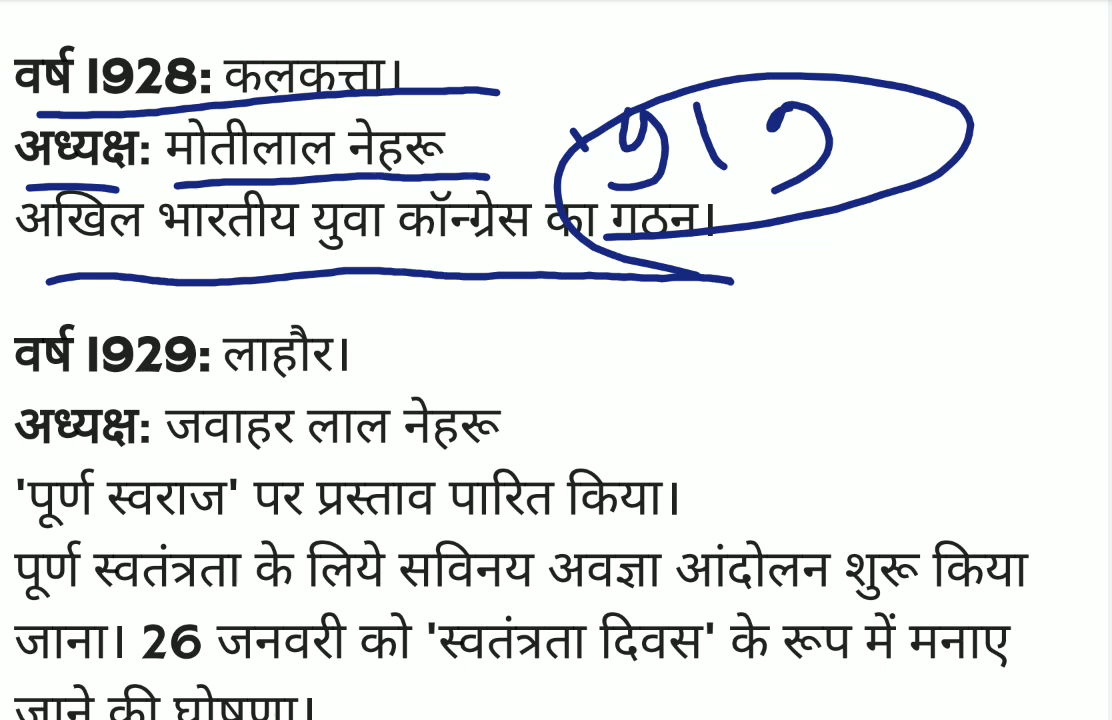 वर्ष 1928: कलकत्ता।
अध्यक्ष: मोतीलाल नेहरू
अखिल भारतीय युवा कॉन्ग्रेस का गठन।
वर्ष 1929: लाहौर।
अध्यक्ष: जवाहर लाल नेहरू
'पूर्ण स्वराज' पर प्रस्ताव पारित किया।
पूर्ण स्वतंत्रता के लिये सविनय अवज्ञा आंदोलन शुरू किया
जाना। 26 जनवरी को 'स्वतंत्रता दिवस' के रूप में मनाए
जाने की घोषणा।